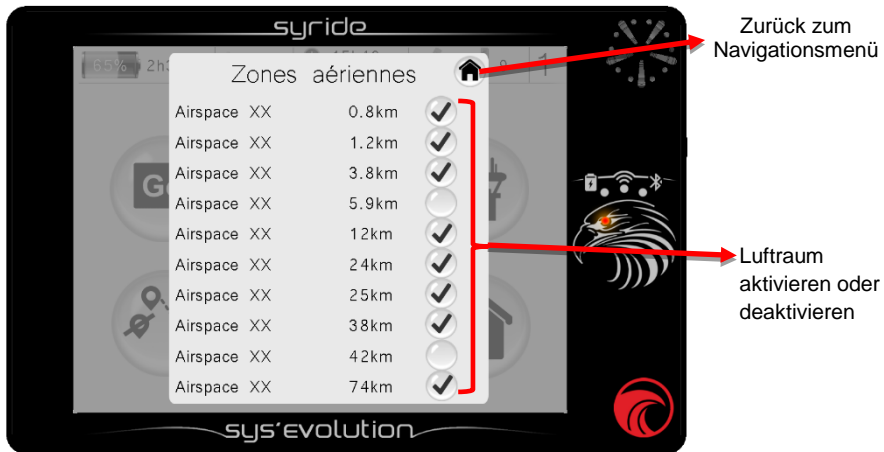 syride
Zurück zum
Navigationsmenü
65% 2h
Zones aériennes
Airspace XX 0.8km
Airspace XX 1.2km
Airspace XX 3.8km
Airspace XX 5.9km
Airspace XX 12km
Airspace XX 24km
Airspace XX 25km
Airspace XX 38km
Airspace XX 42km
Airspace XX 74km
Luftraum
aktivieren oder
deaktivieren
sys'evolution